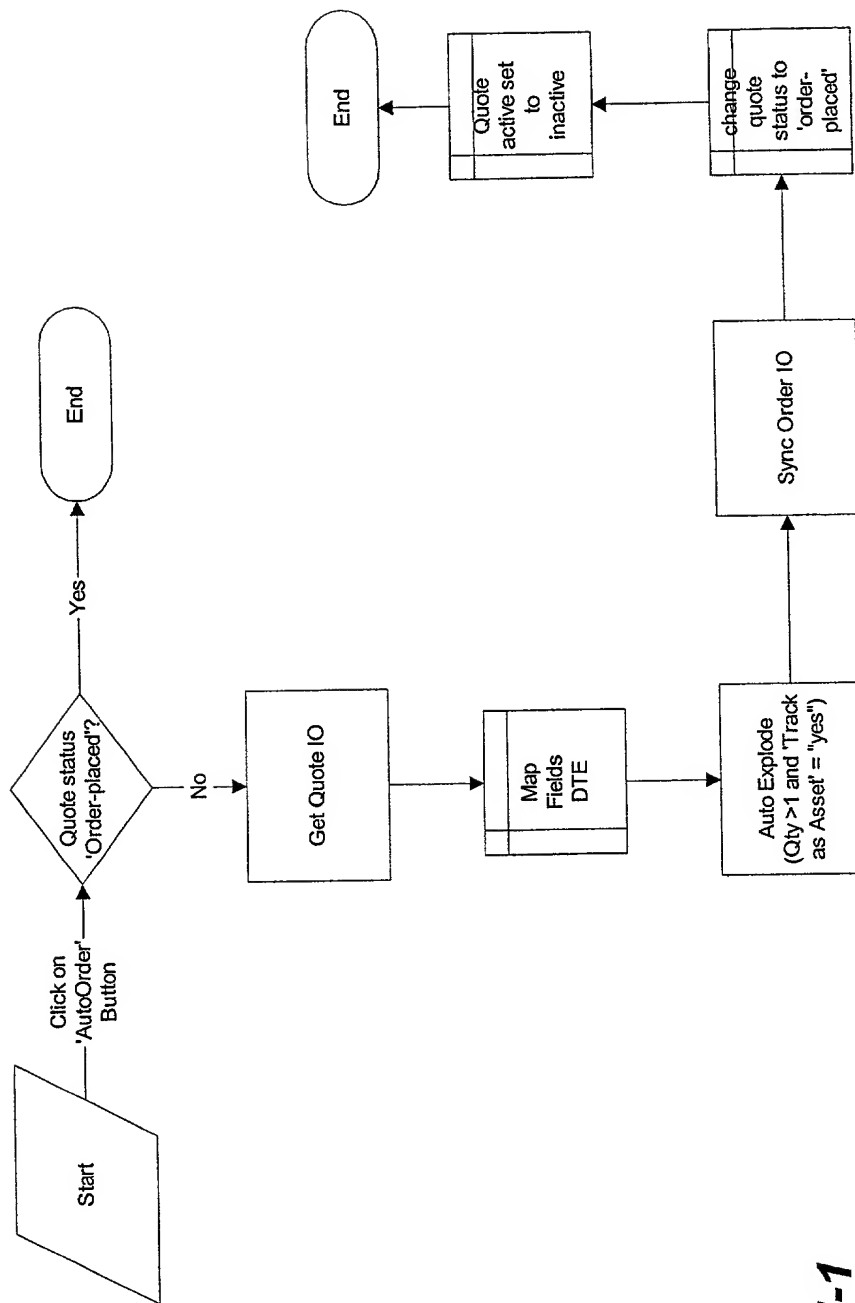 Start
Click on
'AutoOrder'
Button
Quote status
'Order-placed'?
Yes
End
No
Get Quote IO
Map
Fields
DTE
Auto Explode
(Qty >1 and 'Track
as Asset' = "yes")
Sync Order IO
change
quote
status to
'order-
placed'
Quote
active set
to
inactive
End
-1